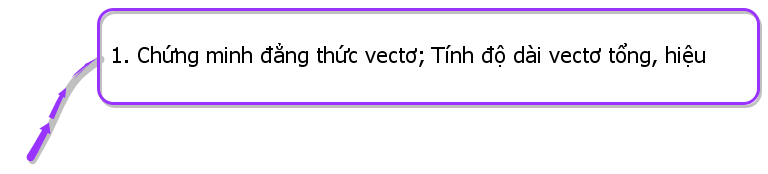 1. Chứng minh đẳng thức vectơ; Tính độ dài vectơ tổng, hiệu